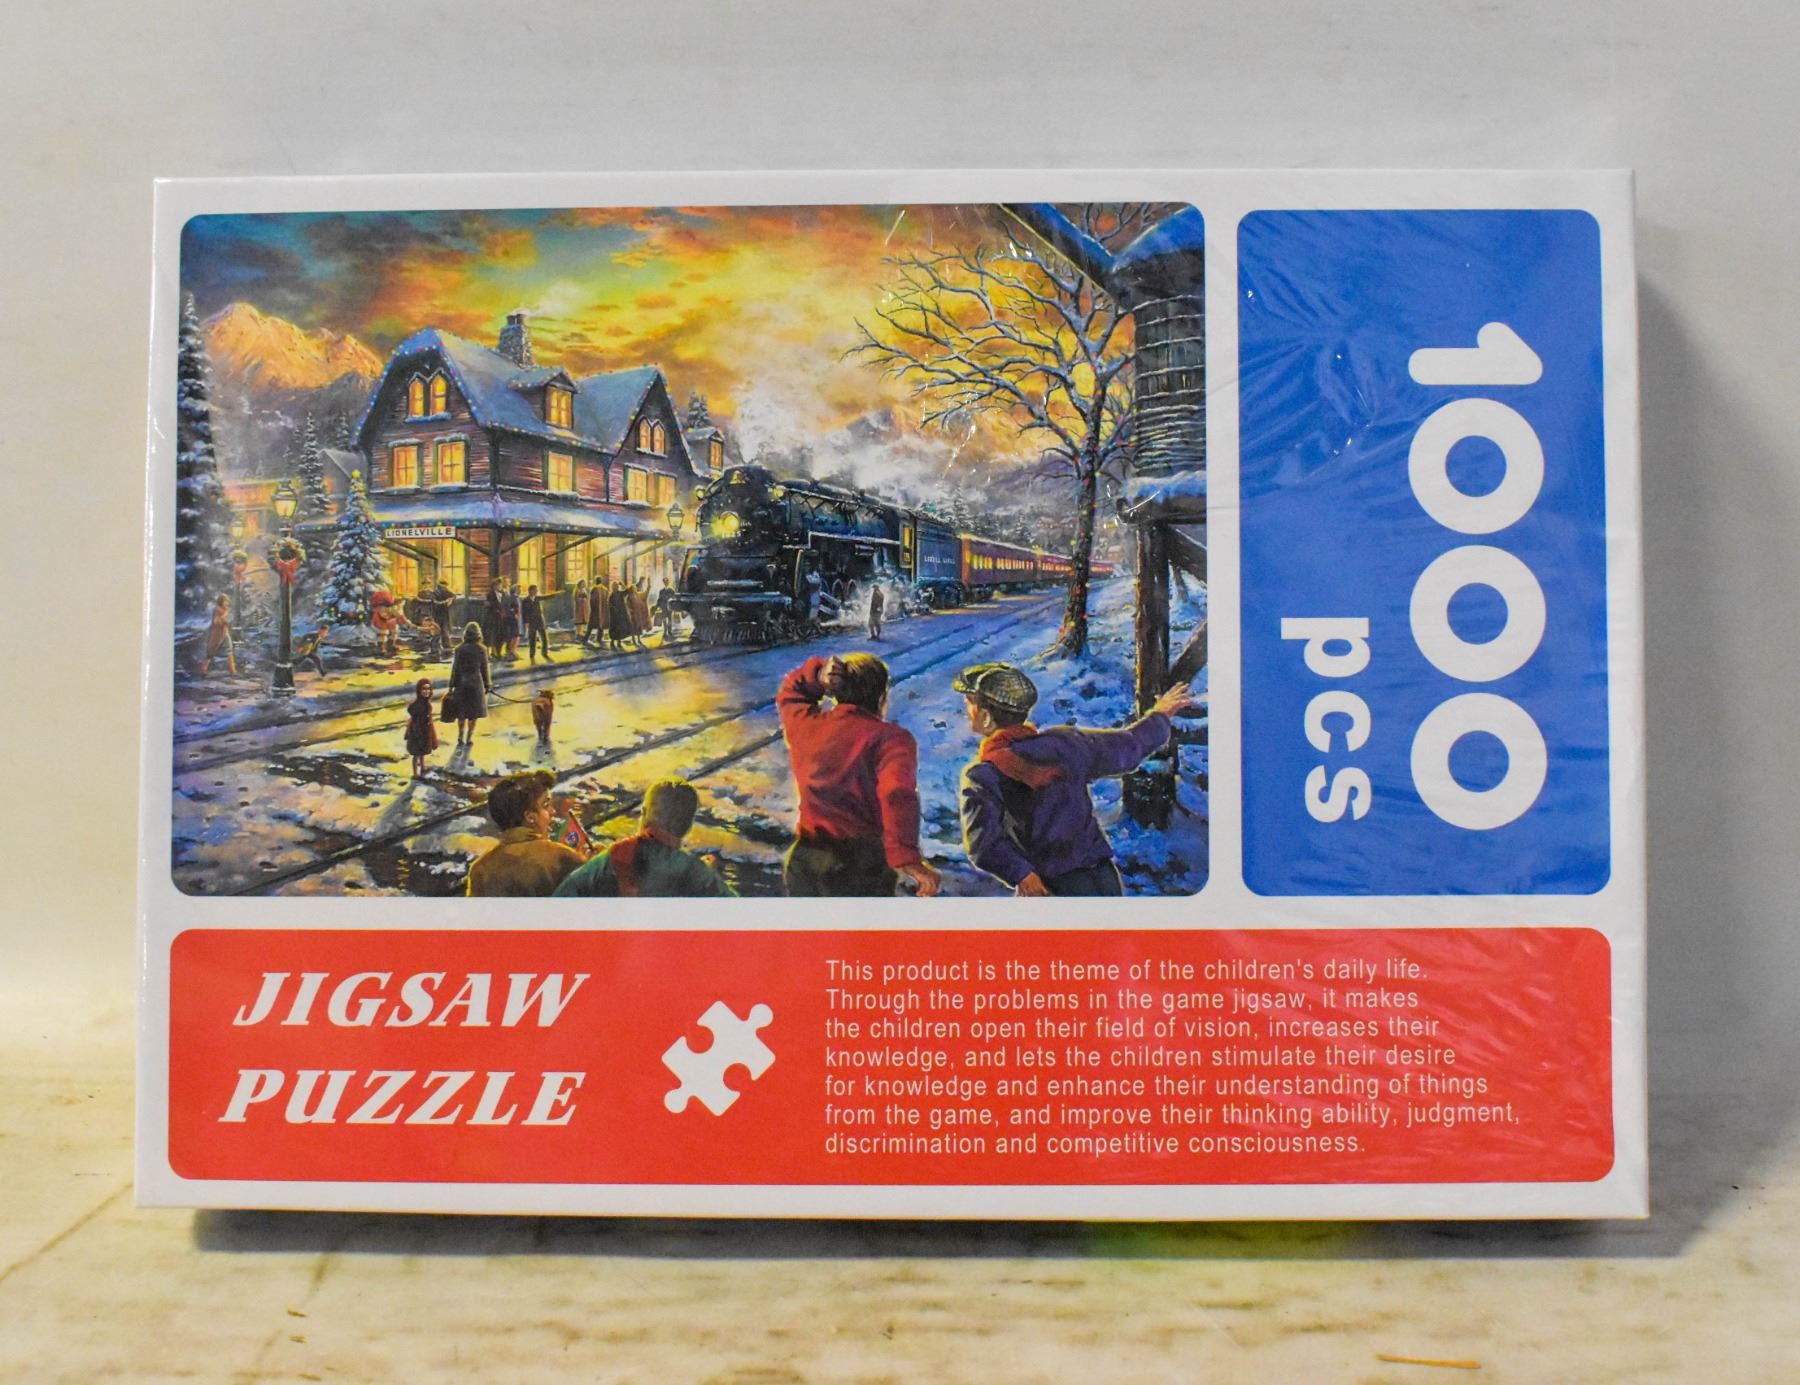 LIONELVILLE
1000
pcs
JIGSAW
PUZZLE
This product is the theme of the children's daily life.
Through the problems in the game jigsaw, it makes
the children open their field of vision, increases their
knowledge, and lets the children stimulate their desire
for knowledge and enhance their understanding of things
from the game, and improve their thinking ability, judgment,
discrimination and competitive consciousness.